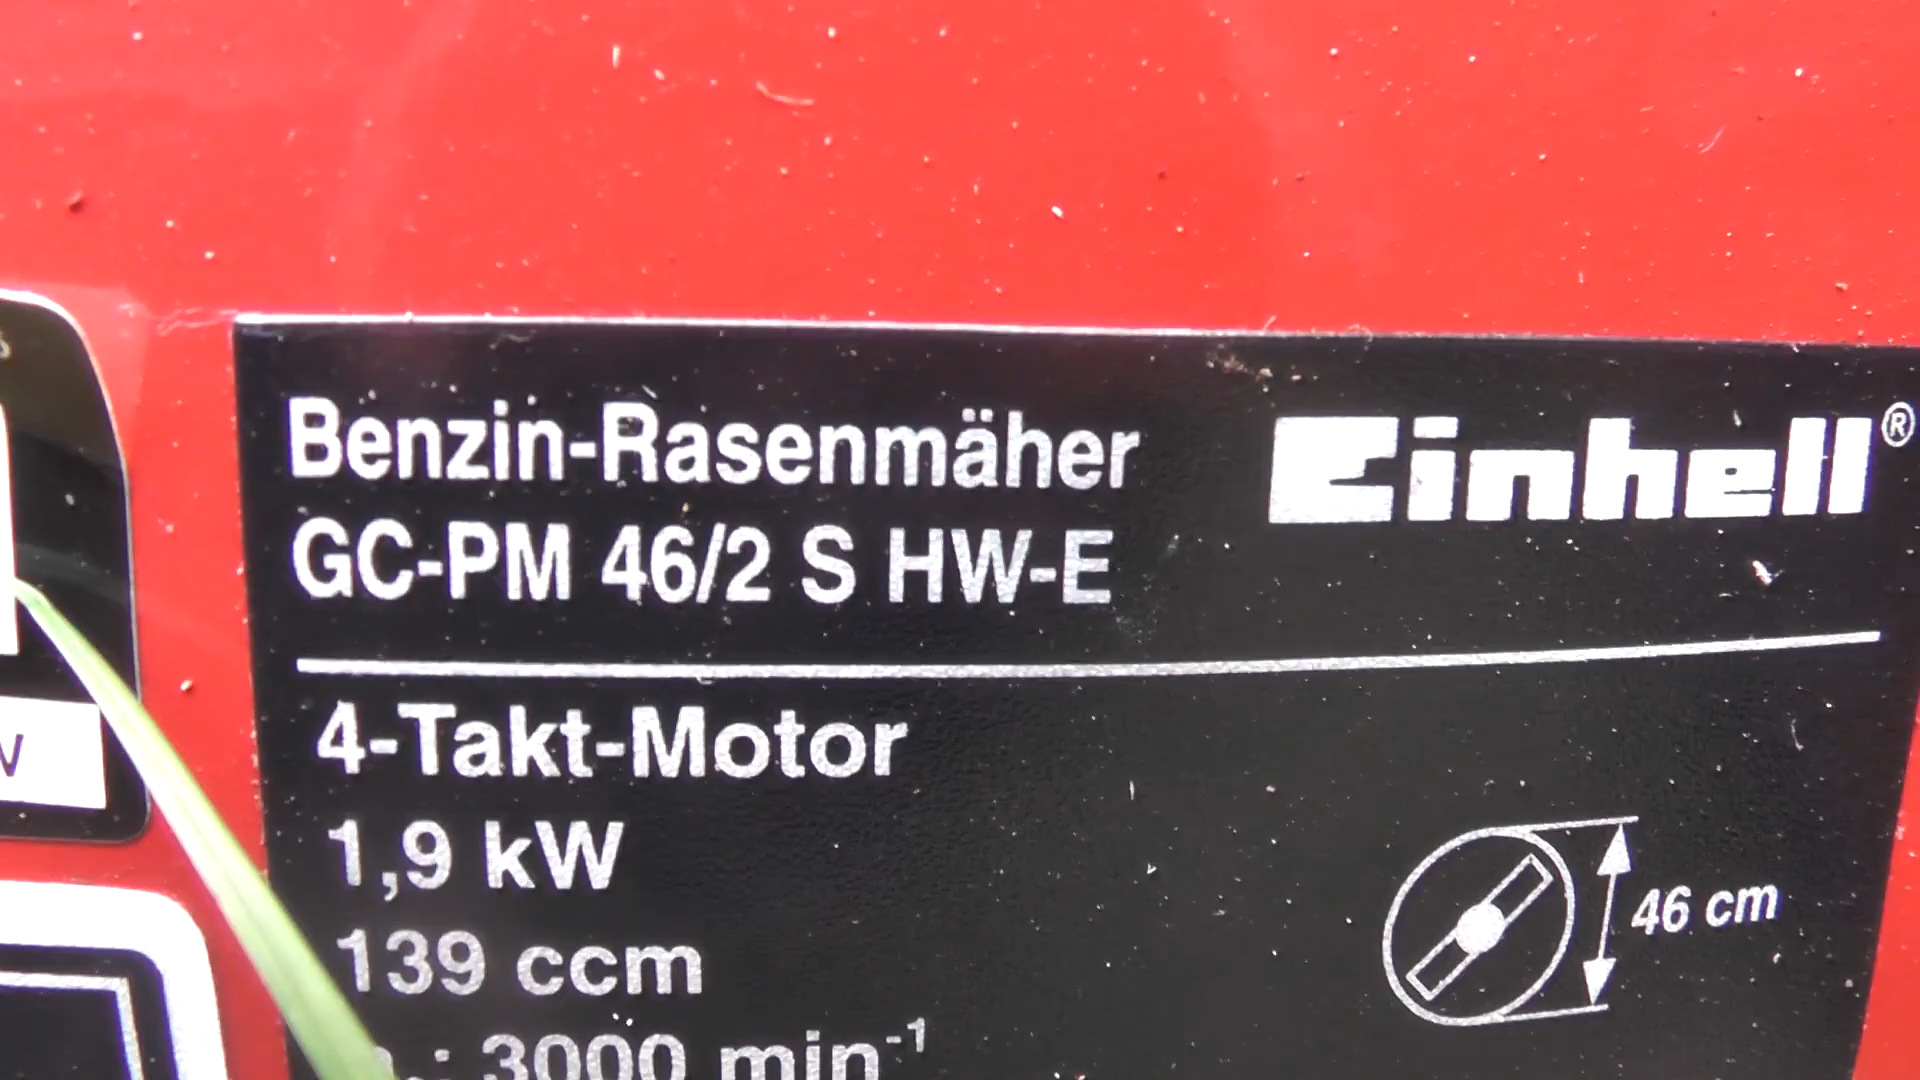 Benzin-Rasenmäher
GC-PM 46/2 S HW-E
Einhell®
4-Takt-Motor
1,9 kW
139 ccm
: 3000 min⁻¹
46 cm